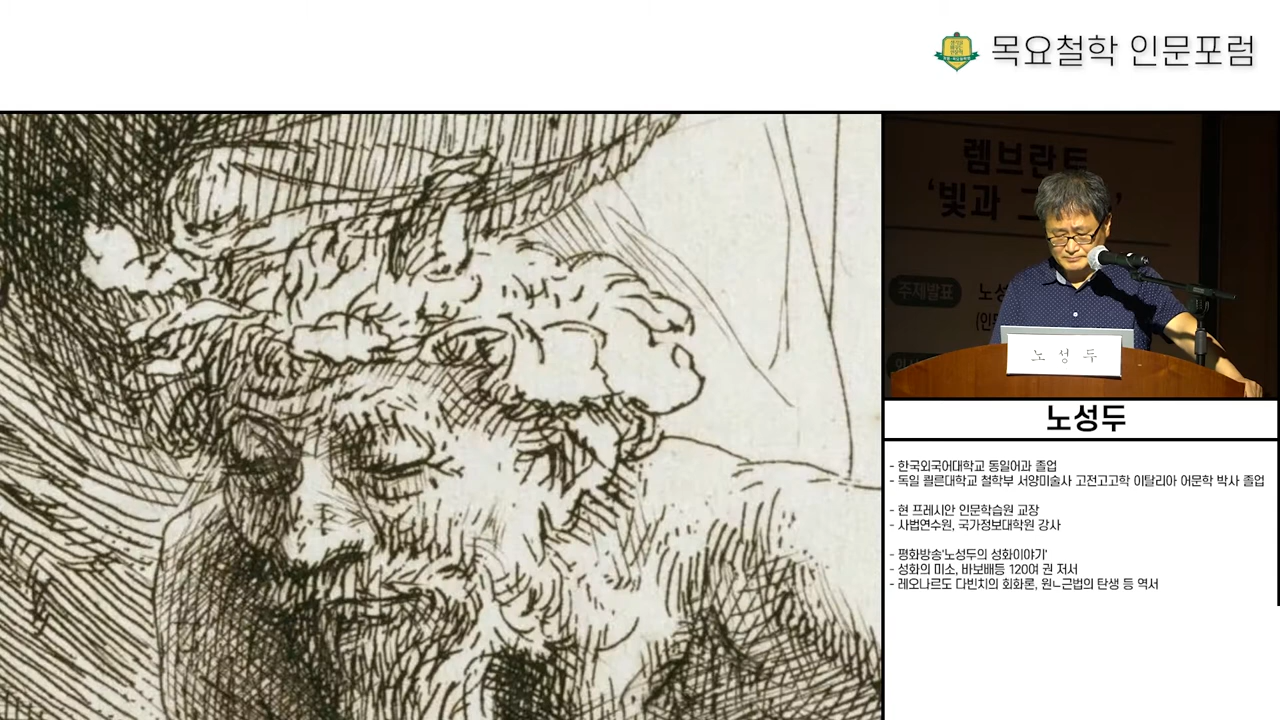 목요철학 인문포럼
렘브란트
'빛과 그
주제발표 노성
(인
노 성 두
노성두
- 한국외국어대학교 동일어과 졸업
- 독일 쾰른대학교 철학부 서양미술사 고전고고학 이탈리아 어문학 박사 졸업
- 현 프레시안 인문학습원 교장
- 사법연수원, 국가정보대학원 강사
- 평화방송'노성두의 성화이야기'
- 성화의 미소, 바보배등 120여 권 저서
- 레오나르도 다빈치의 회화론, 원ㄴ근법의 탄생 등 역서